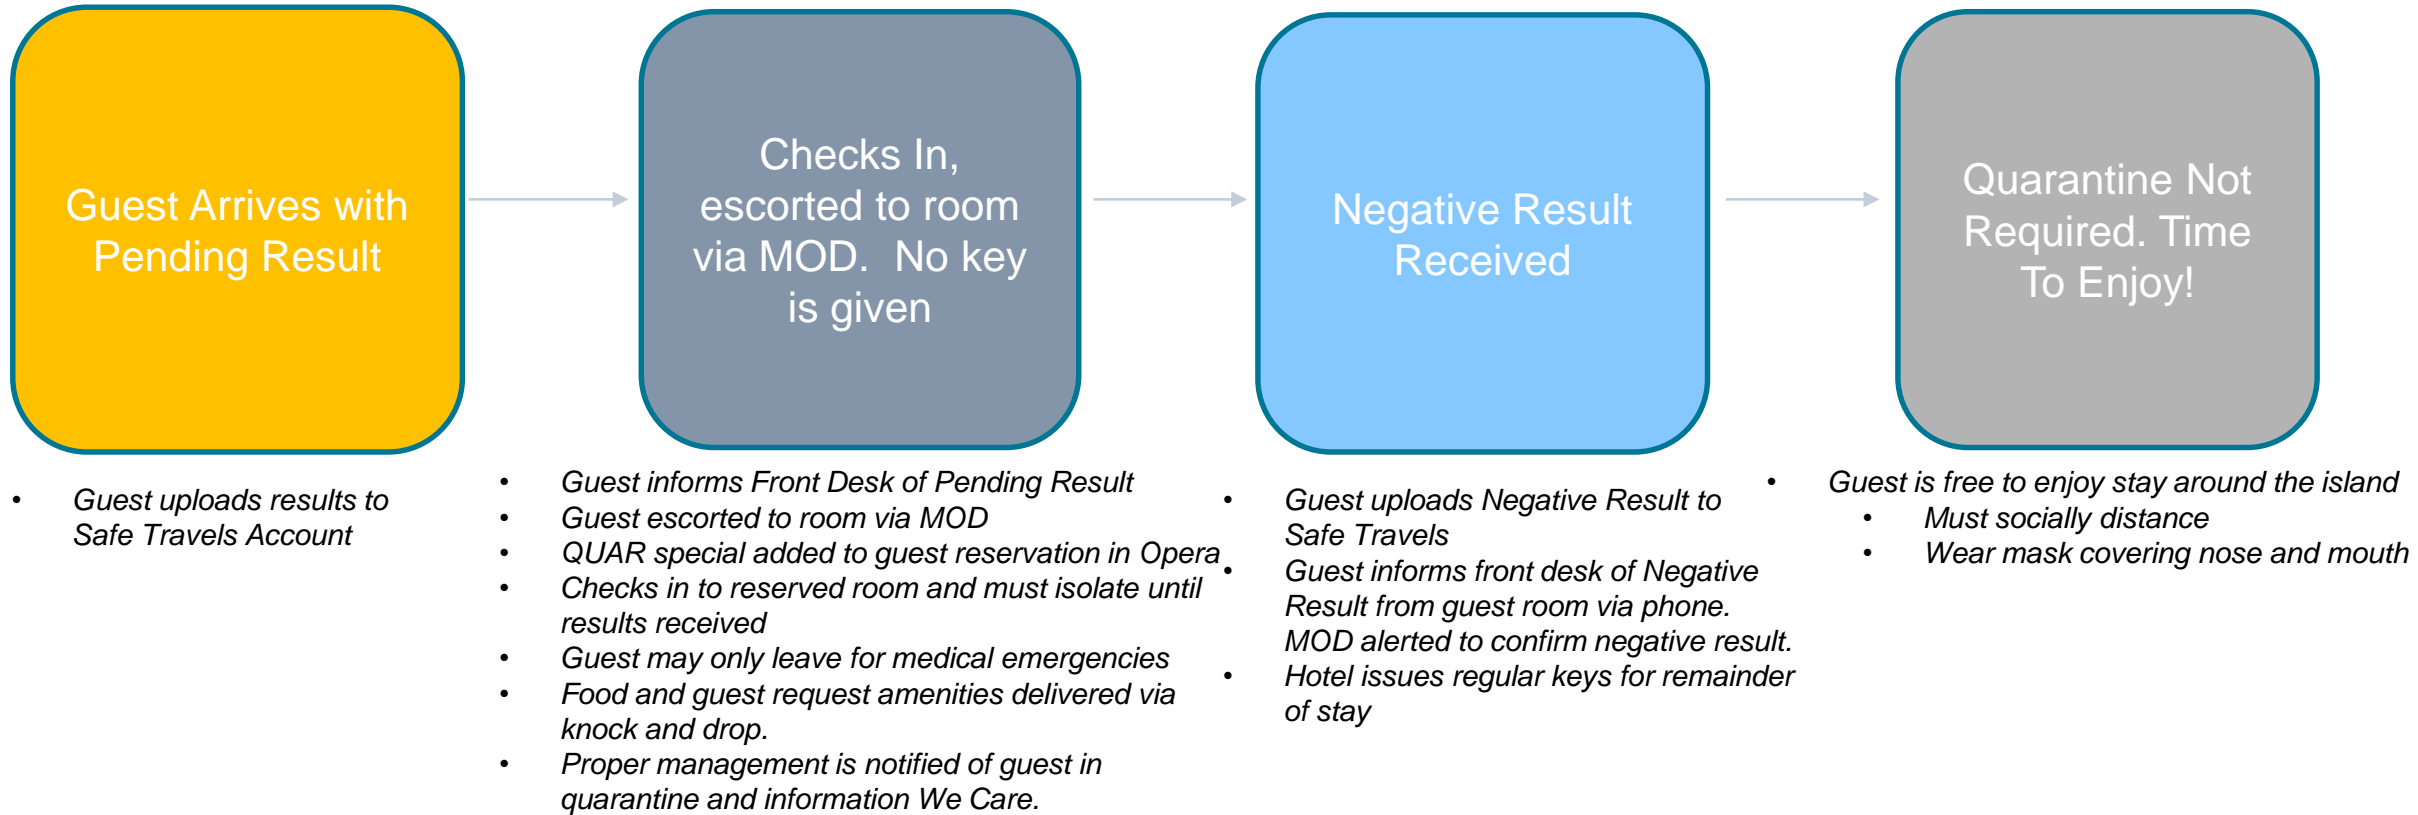 Guest Arrives with
Pending Result
Checks In,
escorted to room
via MOD.  No key
is given
Negative Result
Received
Quarantine Not
Required. Time
To Enjoy!
• Guest uploads results to
Safe Travels Account
• Guest informs Front Desk of Pending Result
• Guest escorted to room via MOD
• QUAR special added to guest reservation in Opera
• Checks in to reserved room and must isolate until
results received
• Guest may only leave for medical emergencies
• Food and guest request amenities delivered via
knock and drop.
• Proper management is notified of guest in
quarantine and information We Care.
• Guest uploads Negative Result to
Safe Travels
• Guest informs front desk of Negative
Result from guest room via phone.
MOD alerted to confirm negative result.
• Hotel issues regular keys for remainder
of stay
• Guest is free to enjoy stay around the island
• Must socially distance
• Wear mask covering nose and mouth